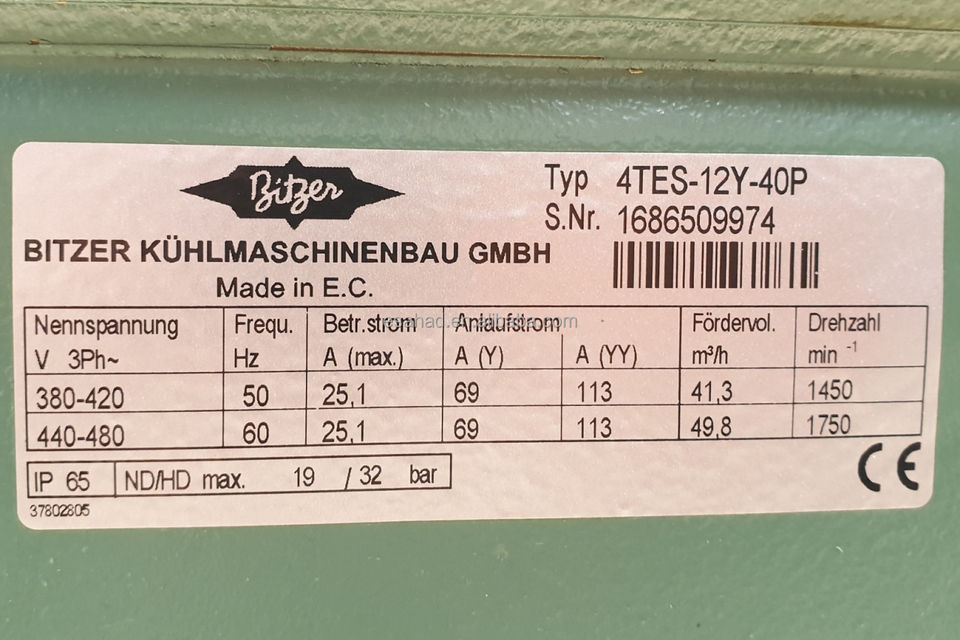 Bitzer
BITZER KÜHLMASCHINENBAU GMBH
Made in E.C.
Typ 4TES-12Y-40P
S.Nr. 1686509974
Nennspannung Frequ. Betr.strom Anlaufstrom Fördervol. Drehzahl
V 3Ph~ Hz A (max.) A (Y) A (YY) m³/h min -1
380-420 50 25,1 69 113 41,3 1450
440-480 60 25,1 69 113 49,8 1750
IP 65 ND/HD max. 19 / 32 bar
37802805
CE